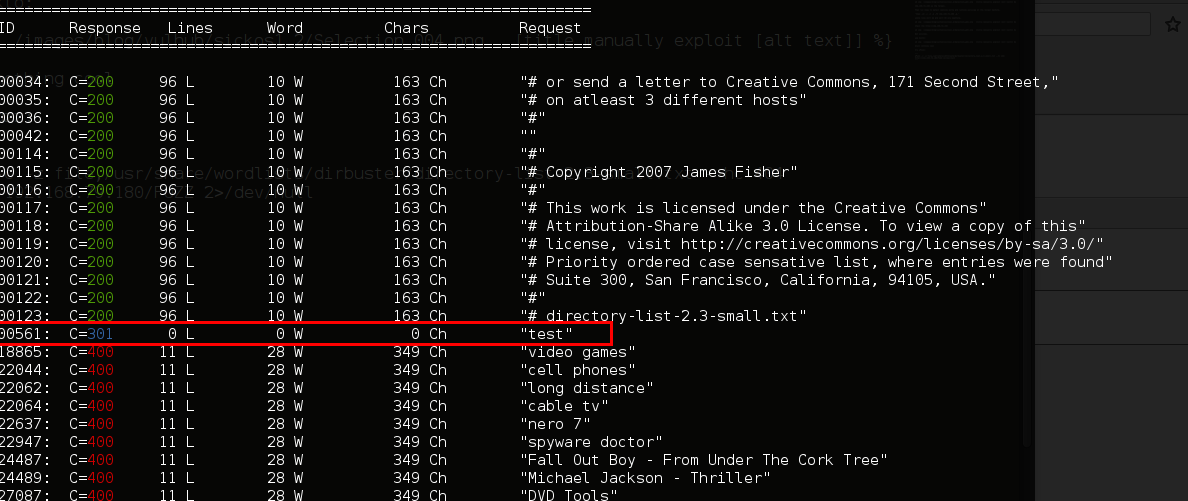 ==================================================================
ID Response Lines Word Chars Request
/images/blog/vulhub/sickos1.2/Selection_004.png [title manually exploit [alt text]] %}
==================================================================
00034: C=200 96 L 10 W 163 Ch "# or send a letter to Creative Commons, 171 Second Street,"
00035: C=200 96 L 10 W 163 Ch "# on atleast 3 different hosts"
00036: C=200 96 L 10 W 163 Ch "#"
00042: C=200 96 L 10 W 163 Ch ""
00114: C=200 96 L 10 W 163 Ch "#"
00115: C=200 96 L 10 W 163 Ch "# Copyright 2007 James Fisher"
00116: C=200 96 L 10 W 163 Ch "#"
00117: C=200 96 L 10 W 163 Ch "# This work is licensed under the Creative Commons"
00118: C=200 96 L 10 W 163 Ch "# Attribution-Share Alike 3.0 License. To view a copy of this"
00119: C=200 96 L 10 W 163 Ch "# license, visit http://creativecommons.org/licenses/by-sa/3.0/"
00120: C=200 96 L 10 W 163 Ch "# Priority ordered case sensative list, where entries were found"
00121: C=200 96 L 10 W 163 Ch "# Suite 300, San Francisco, California, 94105, USA."
00122: C=200 96 L 10 W 163 Ch "#"
00123: C=200 96 L 10 W 163 Ch "# directory-list-2.3-small.txt"
00561: C=301 0 L 0 W 0 Ch "test"
18865: C=400 11 L 28 W 349 Ch "video games"
22044: C=400 11 L 28 W 349 Ch "cell phones"
22062: C=400 11 L 28 W 349 Ch "long distance"
22064: C=400 11 L 28 W 349 Ch "cable tv"
22637: C=400 11 L 28 W 349 Ch "nero 7"
22947: C=400 11 L 28 W 349 Ch "spyware doctor"
24487: C=400 11 L 28 W 349 Ch "Fall Out Boy - From Under The Cork Tree"
24489: C=400 11 L 28 W 349 Ch "Michael Jackson - Thriller"
27087: C=400 11 L 28 W 349 Ch "DVD Tools"